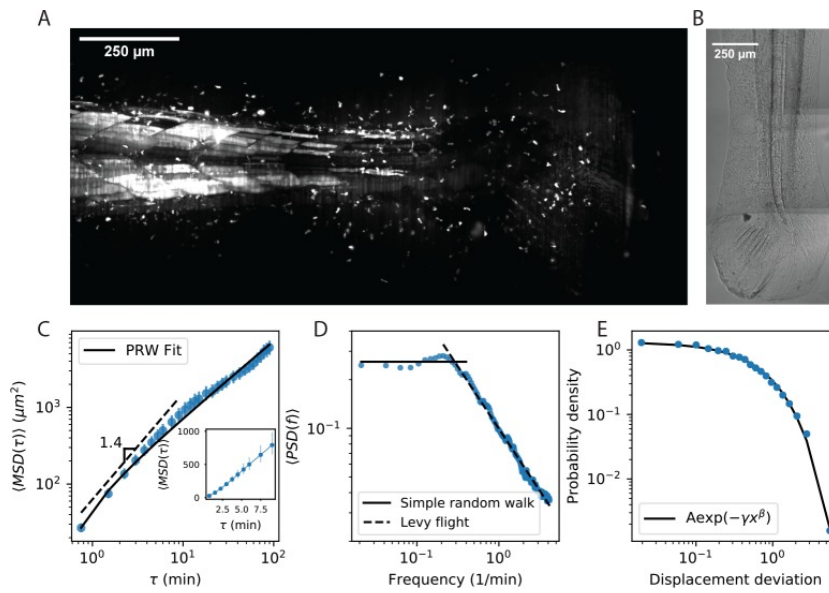 A
250 μm
B
250 μm
C
PRW Fit
⟨MSD(τ)⟩ (μm²)
10³
10²
1.4
⟨MSD(τ)⟩
1000
500
0
2.5 5.0 7.5
τ (min)
10⁰ 10¹ 10²
τ (min)
D
⟨PSD(f)⟩
10⁻¹
Simple random walk
Levy flight
10⁻¹ 10⁰
Frequency (1/min)
E
Probability density
10⁰
10⁻¹
10⁻²
Aexp(−γx^β)
10⁻¹ 10⁰
Displacement deviation